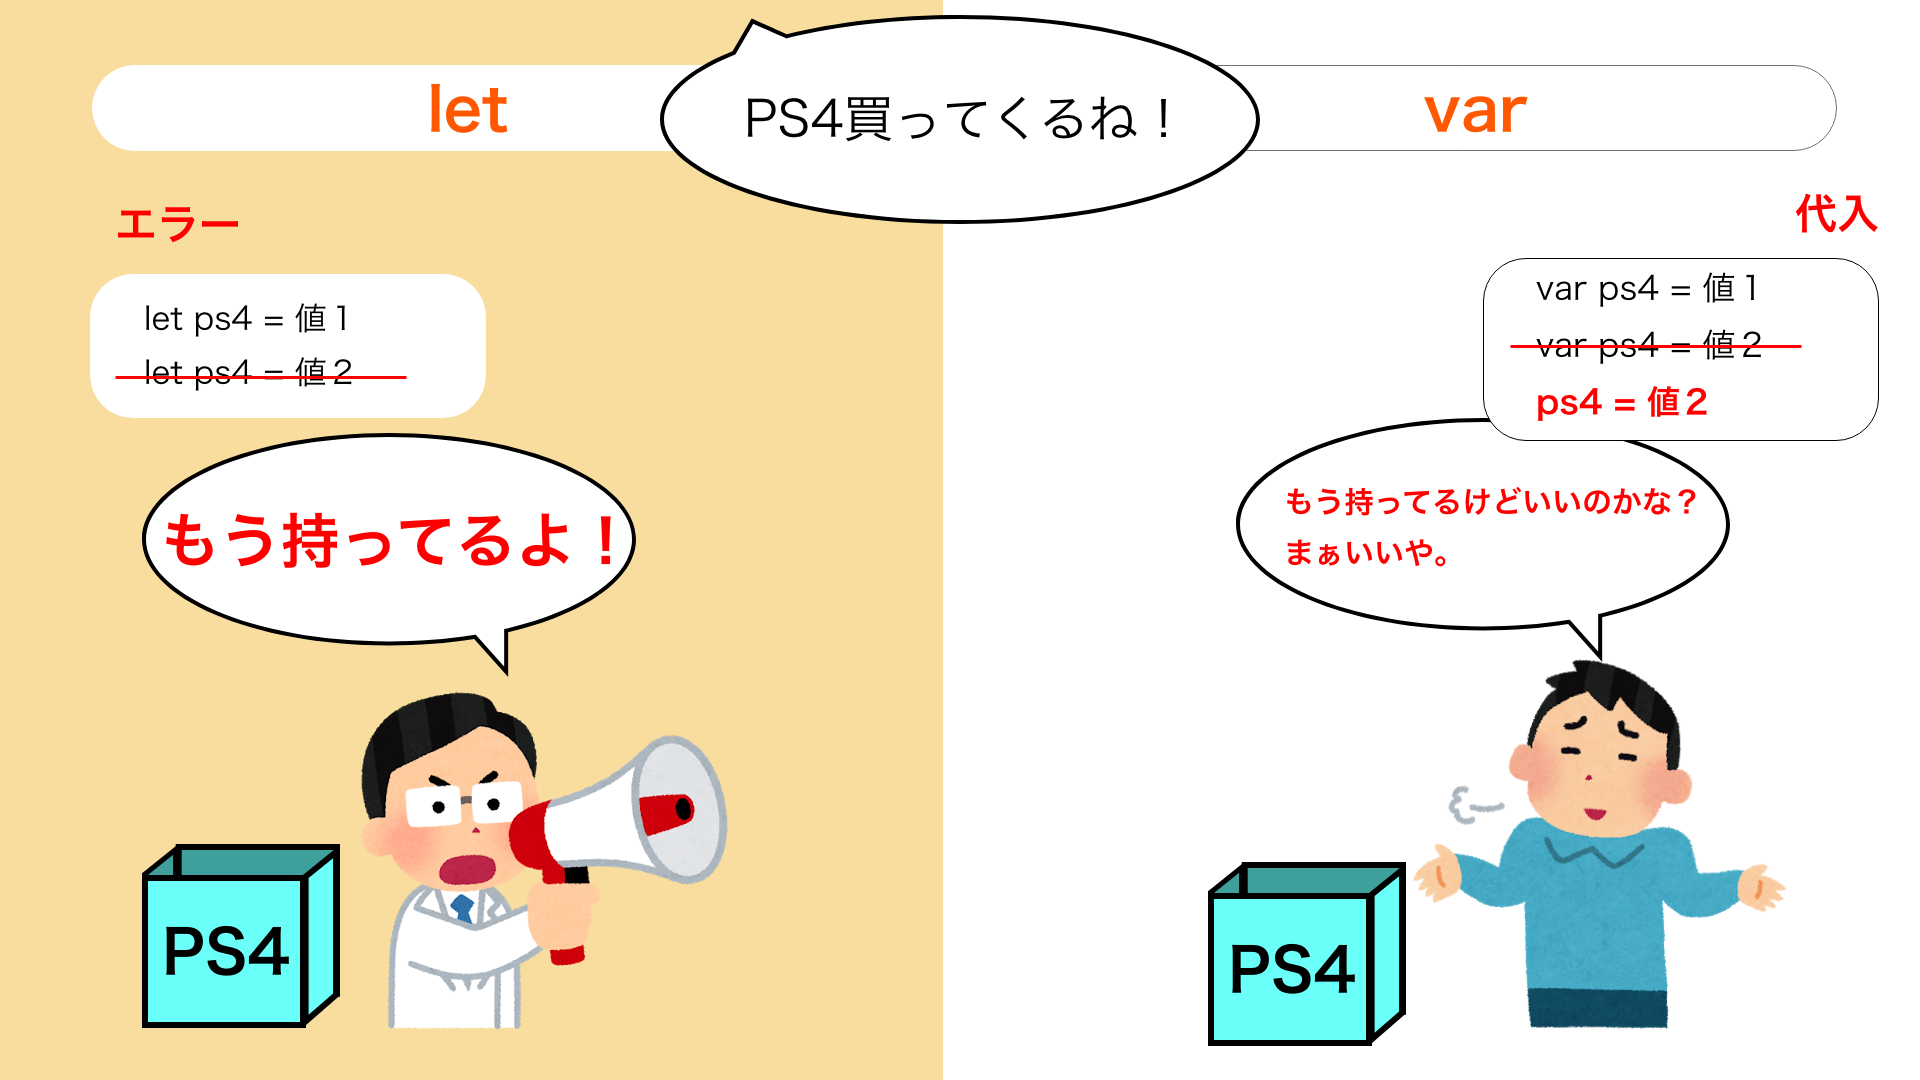 PS4買ってくるね！
let
var
エラー
代入
let ps4 = 値１
let ps4 = 値２
var ps4 = 値１
var ps4 = 値２
ps4 = 値２
もう持ってるよ！
もう持ってるけどいいのかな？
まぁいいや。
PS4
PS4